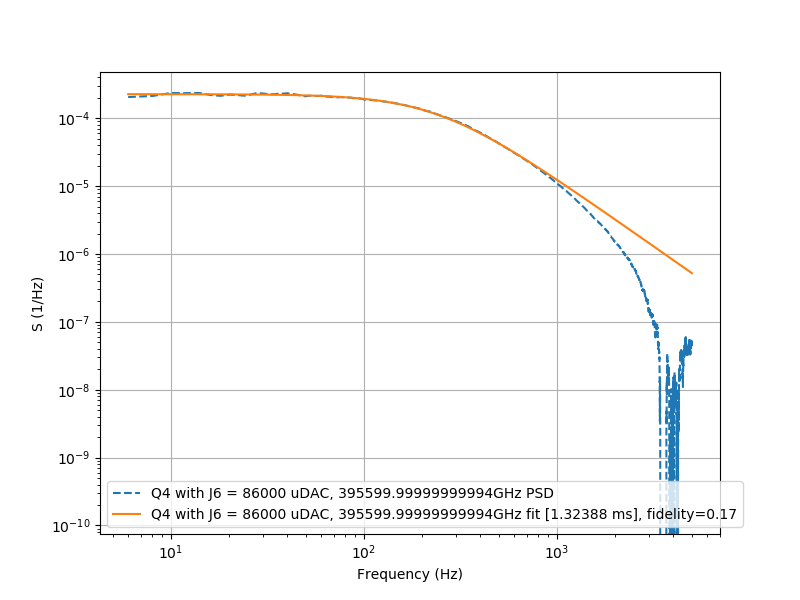 S (1/Hz)
10⁻⁴
10⁻⁵
10⁻⁶
10⁻⁷
10⁻⁸
10⁻⁹
10⁻¹⁰
Q4 with J6 = 86000 uDAC, 395599.99999999994GHz PSD
Q4 with J6 = 86000 uDAC, 395599.99999999994GHz fit [1.32388 ms], fidelity=0.17
10¹ 10² 10³
Frequency (Hz)